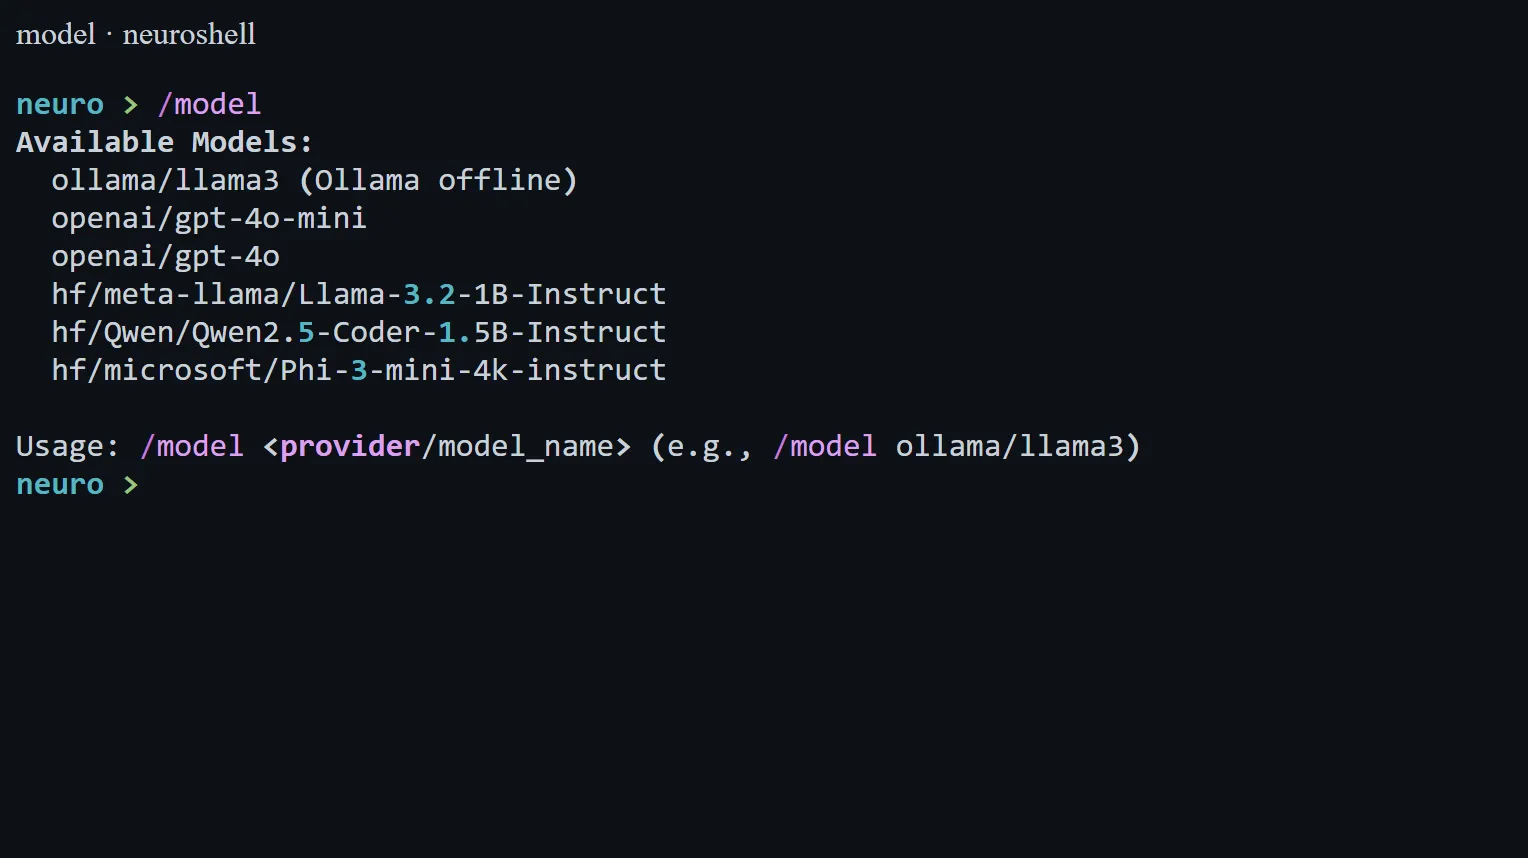 model · neuroshell
neuro > /model
Available Models:
ollama/llama3 (Ollama offline)
openai/gpt-4o-mini
openai/gpt-4o
hf/meta-llama/Llama-3.2-1B-Instruct
hf/Qwen/Qwen2.5-Coder-1.5B-Instruct
hf/microsoft/Phi-3-mini-4k-instruct
Usage: /model <provider/model_name> (e.g., /model ollama/llama3)
neuro >